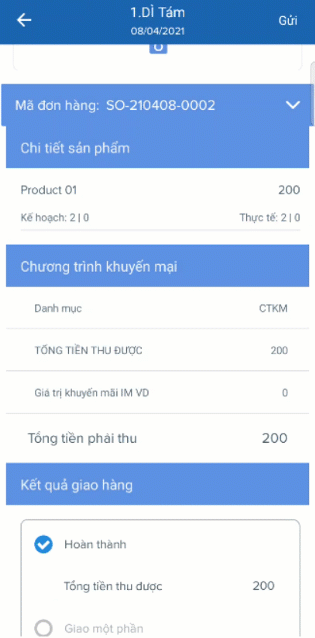 1.DÌ Tám
08/04/2021
Gửi
Mã đơn hàng: SO-210408-0002
Chi tiết sản phẩm
Product 01 200
Kế hoạch: 2 | 0 Thực tế: 2 | 0
Chương trình khuyến mại
Danh mục CTKM
TỔNG TIỀN THU ĐƯỢC 200
Giá trị khuyến mãi IM VD 0
Tổng tiền phải thu 200
Kết quả giao hàng
Hoàn thành
Tổng tiền thu được 200
Giao một phần